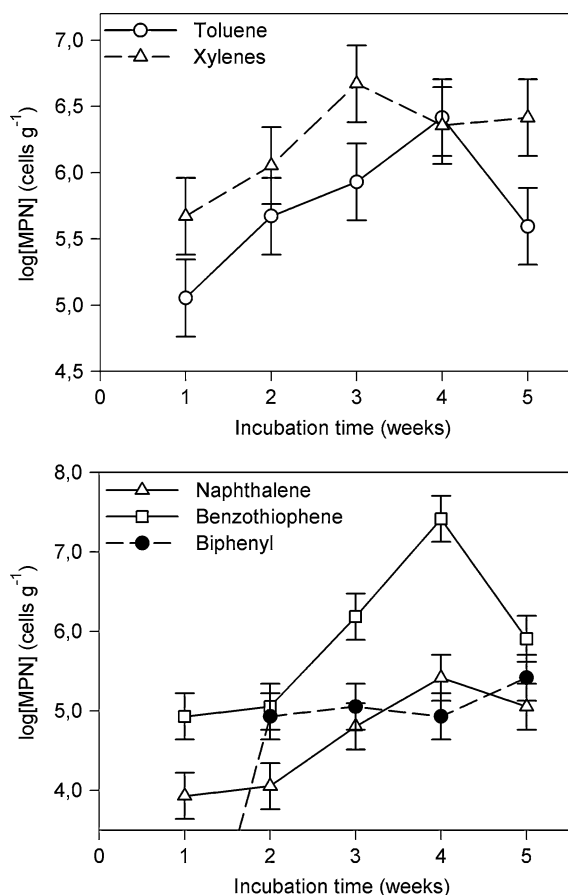 Toluene
Xylenes
7,0
6,5
6,0
5,5
5,0
4,5
log[MPN] (cells g⁻¹)
0 1 2 3 4 5
Incubation time (weeks)
Naphthalene
Benzothiophene
Biphenyl
8,0
7,0
6,0
5,0
4,0
log[MPN] (cells g⁻¹)
0 1 2 3 4 5
Incubation time (weeks)